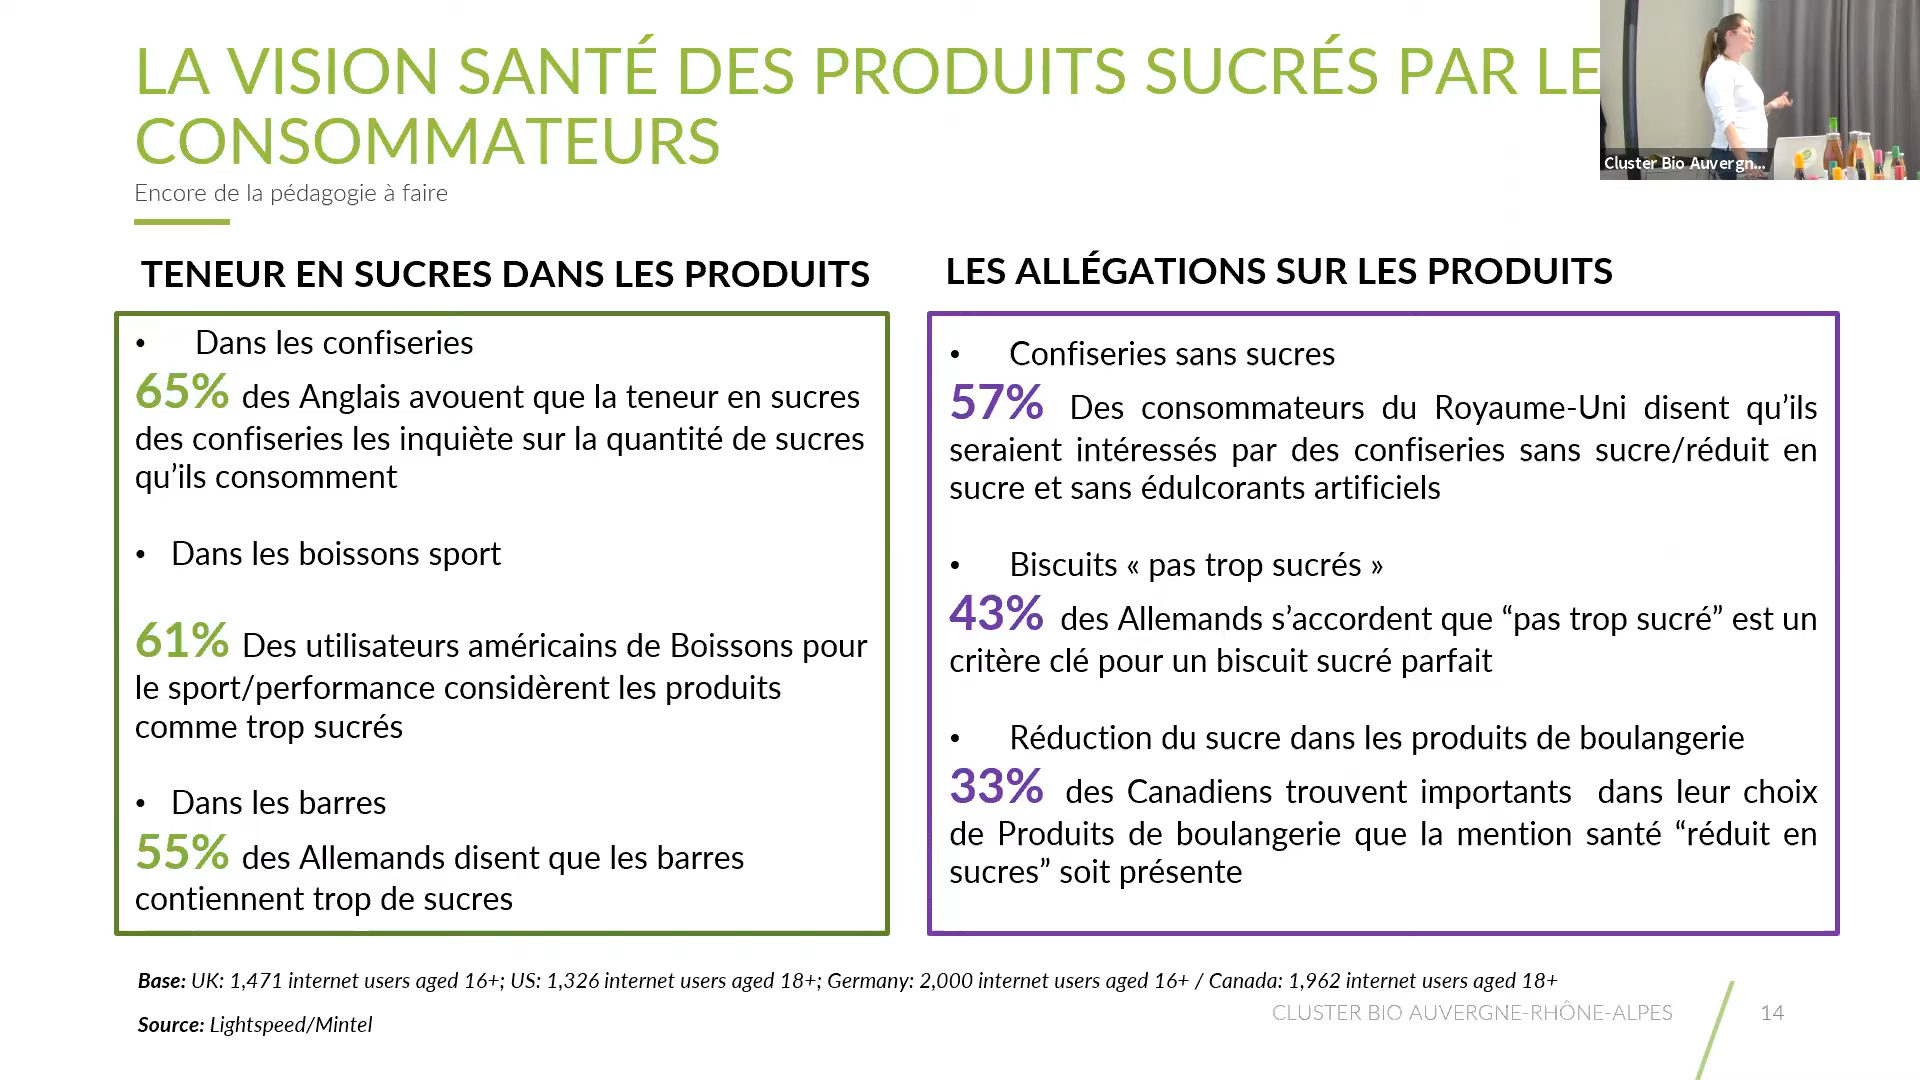 LA VISION SANTÉ DES PRODUITS SUCRÉS PAR LE
CONSOMMATEURS
Encore de la pédagogie à faire
Cluster Bio Auvergn...
TENEUR EN SUCRES DANS LES PRODUITS
• Dans les confiseries
65% des Anglais avouent que la teneur en sucres
des confiseries les inquiète sur la quantité de sucres
qu’ils consomment
• Dans les boissons sport
61% Des utilisateurs américains de Boissons pour
le sport/performance considèrent les produits
comme trop sucrés
• Dans les barres
55% des Allemands disent que les barres
contiennent trop de sucres
LES ALLÉGATIONS SUR LES PRODUITS
• Confiseries sans sucres
57% Des consommateurs du Royaume-Uni disent qu’ils
seraient intéressés par des confiseries sans sucre/réduit en
sucre et sans édulcorants artificiels
• Biscuits « pas trop sucrés »
43% des Allemands s’accordent que “pas trop sucré” est un
critère clé pour un biscuit sucré parfait
• Réduction du sucre dans les produits de boulangerie
33% des Canadiens trouvent importants dans leur choix
de Produits de boulangerie que la mention santé “réduit en
sucres” soit présente
Base: UK: 1,471 internet users aged 16+; US: 1,326 internet users aged 18+; Germany: 2,000 internet users aged 16+ / Canada: 1,962 internet users aged 18+
Source: Lightspeed/Mintel
CLUSTER BIO AUVERGNE-RHÔNE-ALPES 14